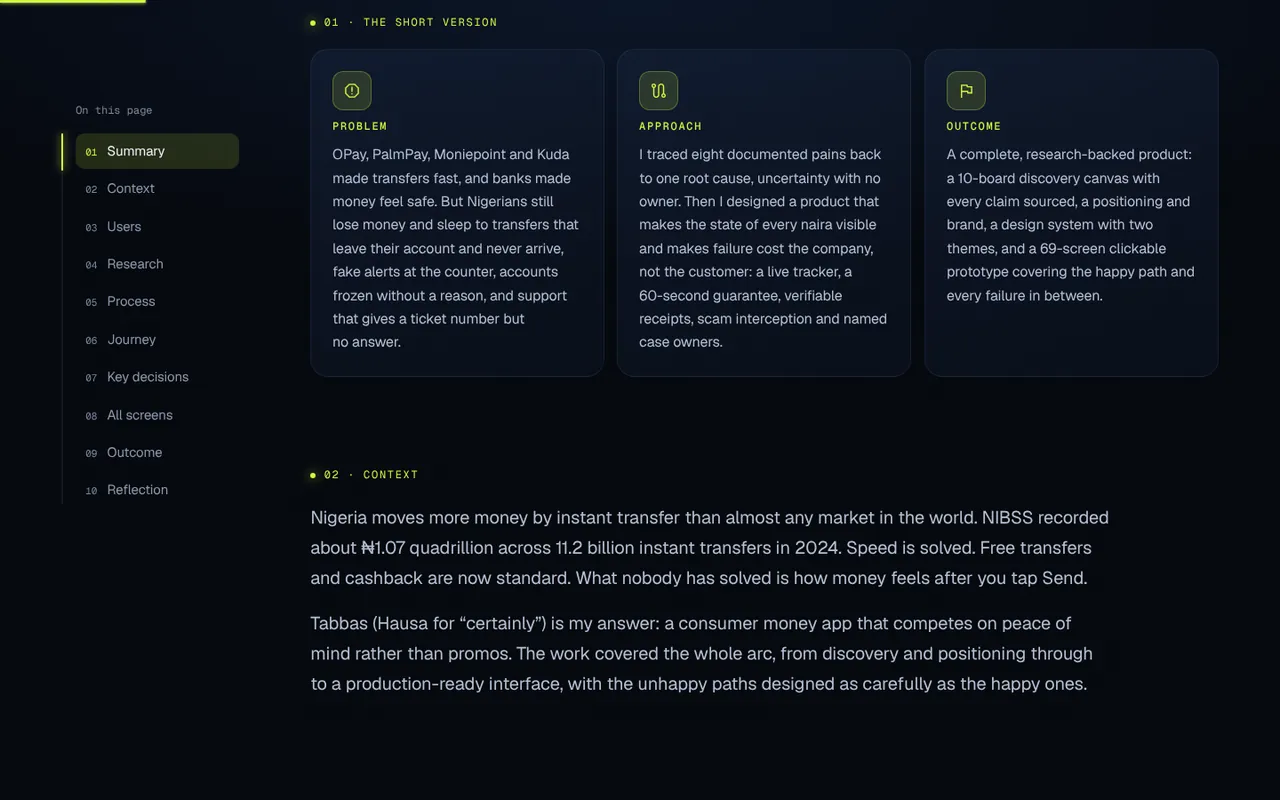 01 · THE SHORT VERSION
On this page
01 Summary
02 Context
03 Users
04 Research
05 Process
06 Journey
07 Key decisions
08 All screens
09 Outcome
10 Reflection
PROBLEM
OPay, PalmPay, Moniepoint and Kuda
made transfers fast, and banks made
money feel safe. But Nigerians still
lose money and sleep to transfers that
leave their account and never arrive,
fake alerts at the counter, accounts
frozen without a reason, and support
that gives a ticket number but
no answer.
APPROACH
I traced eight documented pains back
to one root cause, uncertainty with no
owner. Then I designed a product that
makes the state of every naira visible
and makes failure cost the company,
not the customer: a live tracker, a
60-second guarantee, verifiable
receipts, scam interception and named
case owners.
OUTCOME
A complete, research-backed product:
a 10-board discovery canvas with
every claim sourced, a positioning and
brand, a design system with two
themes, and a 69-screen clickable
prototype covering the happy path and
every failure in between.
02 · CONTEXT
Nigeria moves more money by instant transfer than almost any market in the world. NIBSS recorded
about ₦1.07 quadrillion across 11.2 billion instant transfers in 2024. Speed is solved. Free transfers
and cashback are now standard. What nobody has solved is how money feels after you tap Send.
Tabbas (Hausa for “certainly”) is my answer: a consumer money app that competes on peace of
mind rather than promos. The work covered the whole arc, from discovery and positioning through
to a production-ready interface, with the unhappy paths designed as carefully as the happy ones.